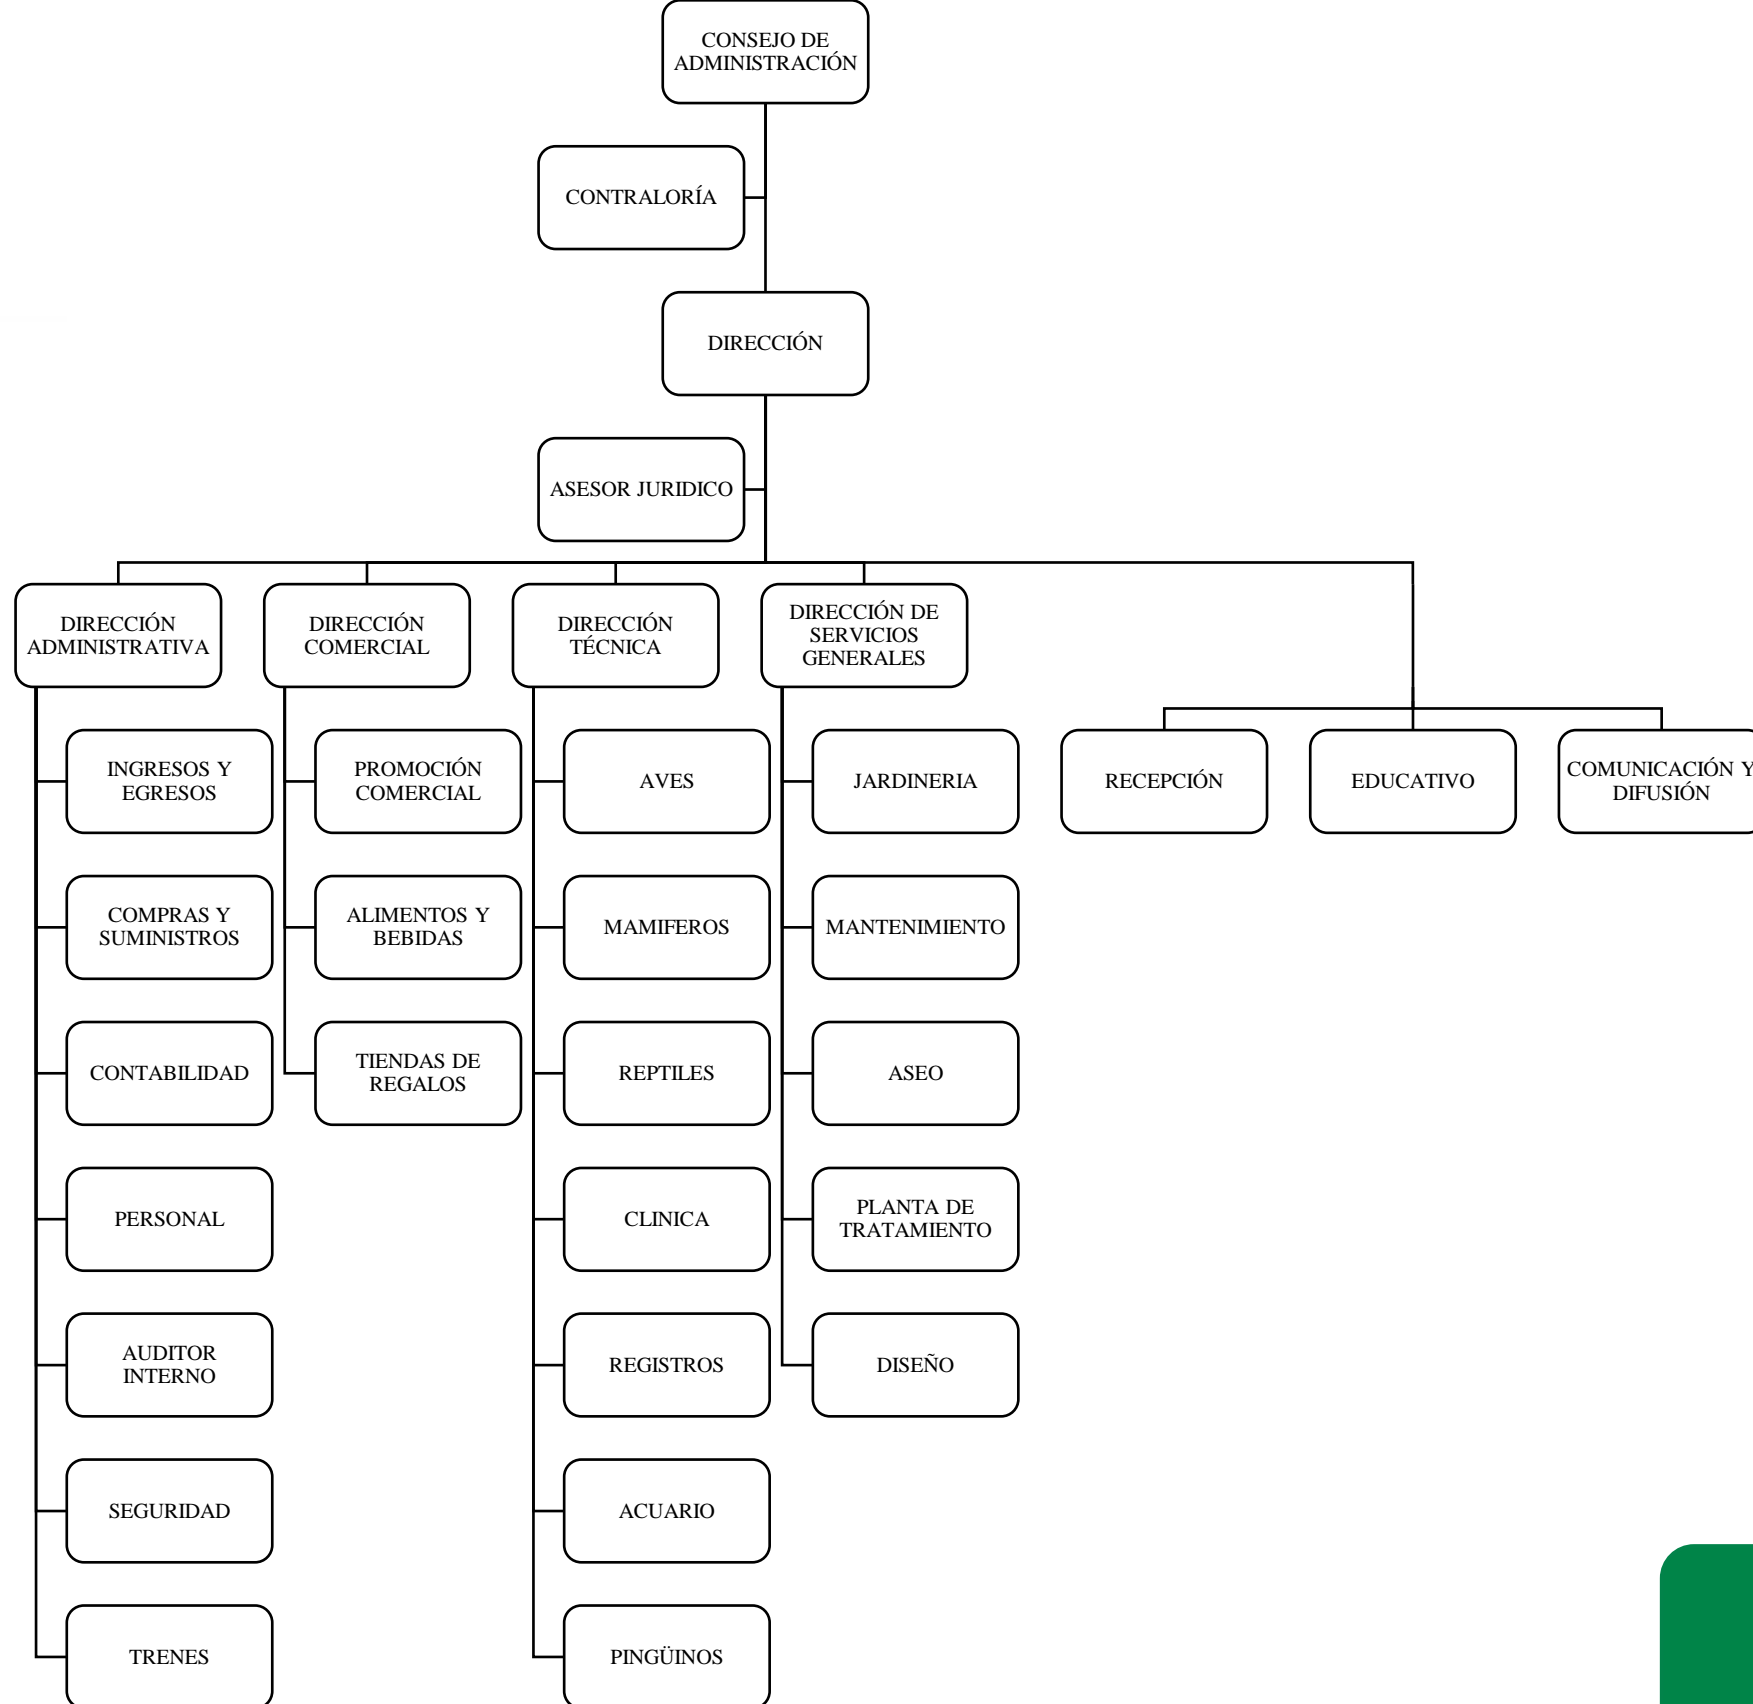 CONSEJO DE
ADMINISTRACIÓN
CONTRALORÍA
DIRECCIÓN
ASESOR JURIDICO
DIRECCIÓN
ADMINISTRATIVA
INGRESOS Y
EGRESOS
COMPRAS Y
SUMINISTROS
CONTABILIDAD
PERSONAL
AUDITOR
INTERNO
SEGURIDAD
TRENES
DIRECCIÓN
COMERCIAL
PROMOCIÓN
COMERCIAL
ALIMENTOS Y
BEBIDAS
TIENDAS DE
REGALOS
DIRECCIÓN
TÉCNICA
AVES
MAMIFEROS
REPTILES
CLINICA
REGISTROS
ACUARIO
PINGÜINOS
DIRECCIÓN DE
SERVICIOS
GENERALES
JARDINERIA
MANTENIMIENTO
ASEO
PLANTA DE
TRATAMIENTO
DISEÑO
RECEPCIÓN
EDUCATIVO
COMUNICACIÓN Y
DIFUSIÓN